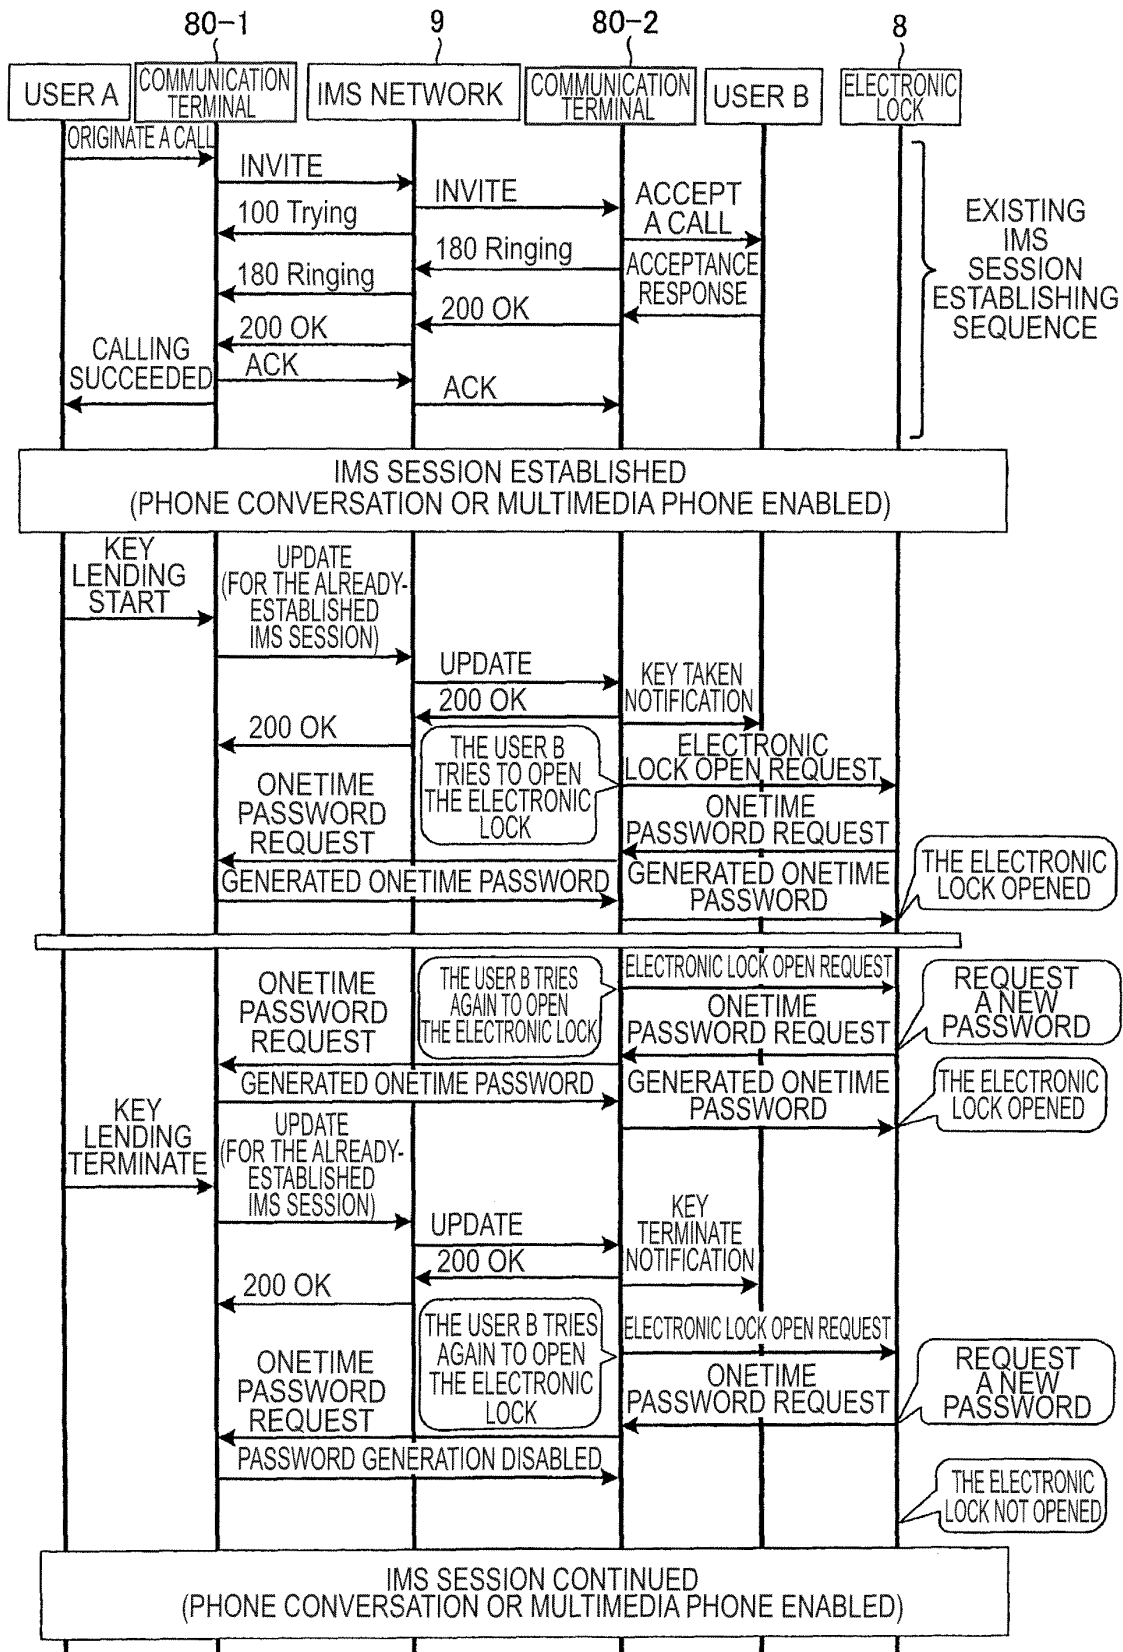 80-1
9
80-2
8
USER A
COMMUNICATION
TERMINAL
IMS NETWORK
COMMUNICATION
TERMINAL
USER B
ELECTRONIC
LOCK
ORIGINATE A CALL
INVITE
INVITE
100 Trying
ACCEPT
A CALL
180 Ringing
180 Ringing
ACCEPTANCE
RESPONSE
200 OK
200 OK
CALLING
SUCCEEDED
ACK
ACK
EXISTING
IMS
SESSION
ESTABLISHING
SEQUENCE
IMS SESSION ESTABLISHED
(PHONE CONVERSATION OR MULTIMEDIA PHONE ENABLED)
KEY
LENDING
START
UPDATE
(FOR THE ALREADY-
ESTABLISHED
IMS SESSION)
UPDATE
200 OK
KEY TAKEN
NOTIFICATION
200 OK
THE USER B
TRIES TO OPEN
THE ELECTRONIC
LOCK
ELECTRONIC
LOCK OPEN REQUEST
ONETIME
PASSWORD REQUEST
ONETIME
PASSWORD
REQUEST
GENERATED ONETIME PASSWORD
GENERATED ONETIME
PASSWORD
THE ELECTRONIC
LOCK OPENED
THE USER B TRIES
AGAIN TO OPEN
THE ELECTRONIC LOCK
ELECTRONIC LOCK OPEN REQUEST
REQUEST
A NEW
PASSWORD
ONETIME
PASSWORD REQUEST
ONETIME
PASSWORD
REQUEST
GENERATED ONETIME PASSWORD
GENERATED ONETIME
PASSWORD
THE ELECTRONIC
LOCK OPENED
KEY
LENDING
TERMINATE
UPDATE
(FOR THE ALREADY-
ESTABLISHED
IMS SESSION)
UPDATE
200 OK
KEY
TERMINATE
NOTIFICATION
200 OK
THE USER B TRIES
AGAIN TO OPEN
THE ELECTRONIC
LOCK
ELECTRONIC LOCK OPEN REQUEST
REQUEST
A NEW
PASSWORD
ONETIME
PASSWORD REQUEST
ONETIME
PASSWORD
REQUEST
PASSWORD GENERATION DISABLED
THE ELECTRONIC
LOCK NOT OPENED
IMS SESSION CONTINUED
(PHONE CONVERSATION OR MULTIMEDIA PHONE ENABLED)